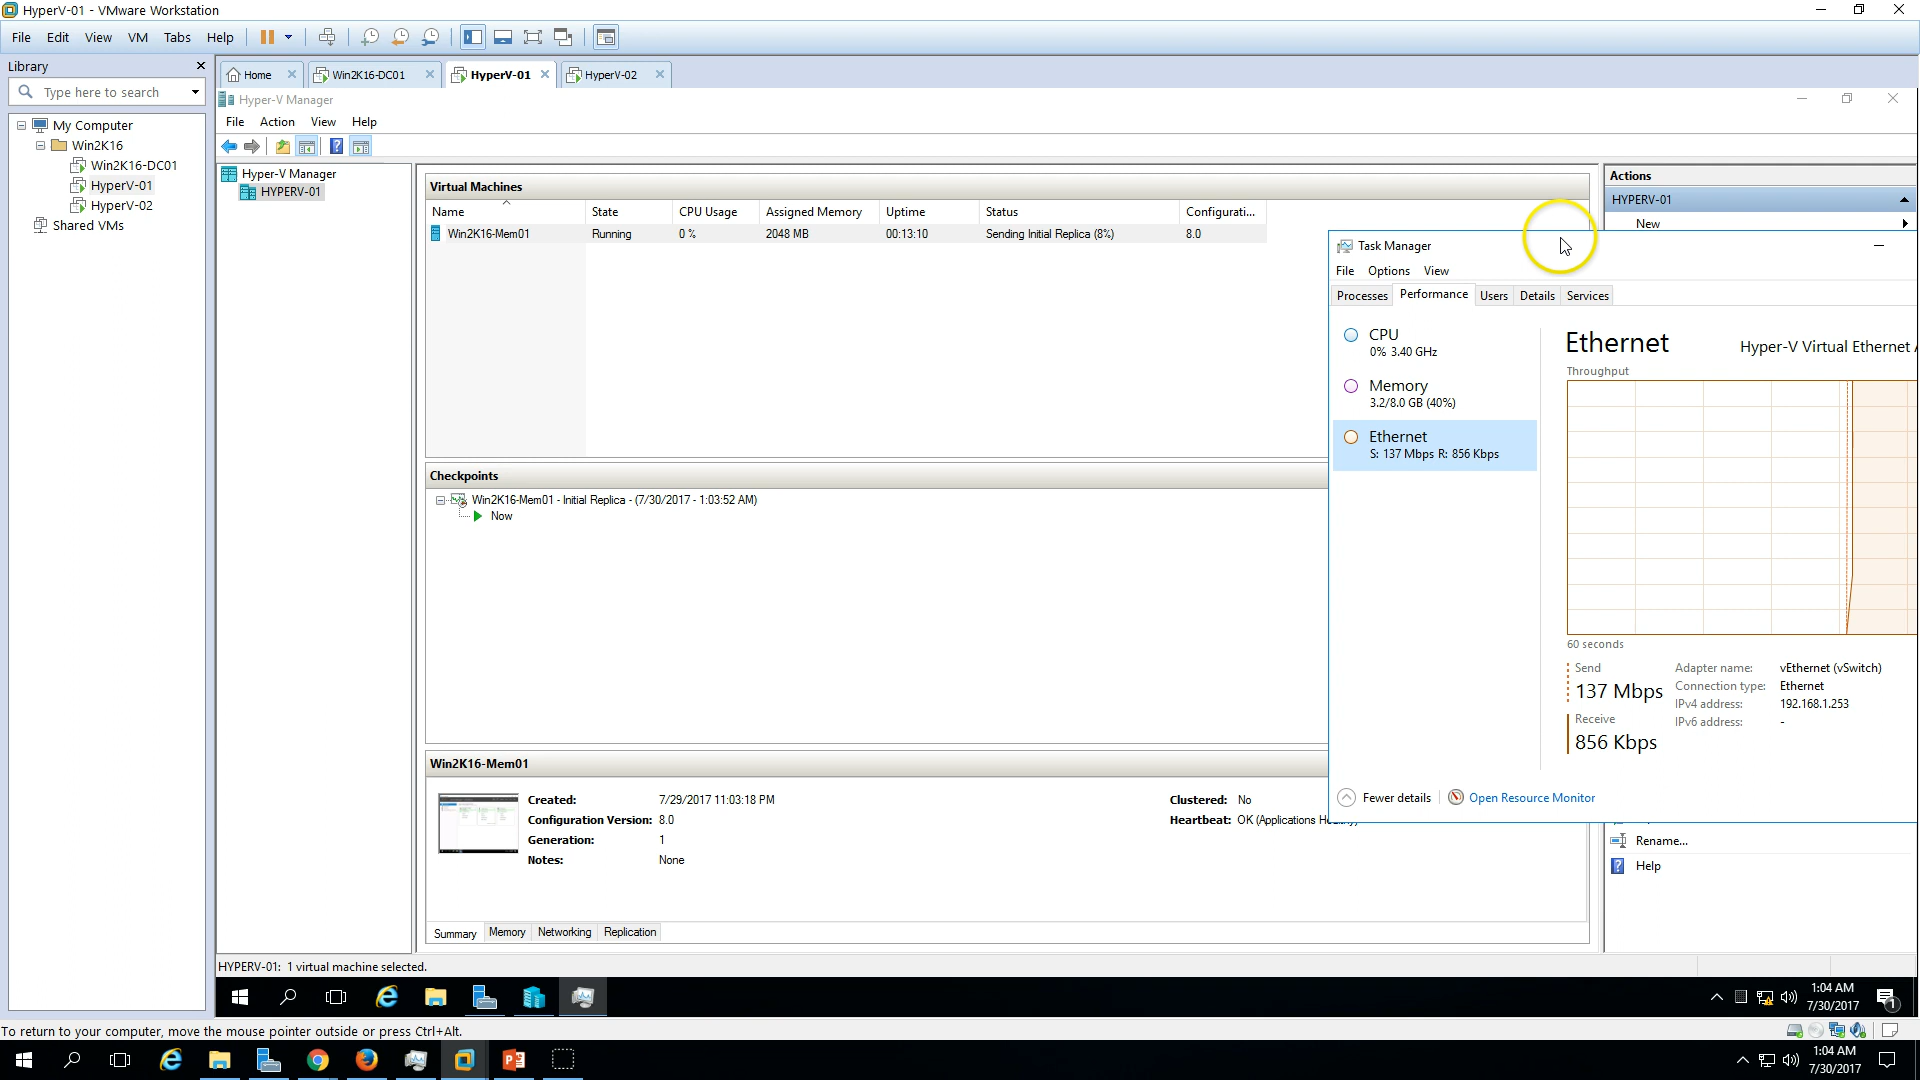 HyperV-01 - VMware Workstation
File Edit View VM Tabs Help
Library
Type here to search
My Computer
Win2K16
Win2K16-DC01
HyperV-01
HyperV-02
Shared VMs
Home Win2K16-DC01 HyperV-01 HyperV-02
Hyper-V Manager
File Action View Help
Hyper-V Manager
HYPERV-01
Virtual Machines
Name State CPU Usage Assigned Memory Uptime Status Configurati...
Win2K16-Mem01 Running 0 % 2048 MB 00:13:10 Sending Initial Replica (8%) 8.0
Checkpoints
Win2K16-Mem01 - Initial Replica - (7/30/2017 - 1:03:52 AM)
Now
Win2K16-Mem01
Created: 7/29/2017 11:03:18 PM
Configuration Version: 8.0
Generation: 1
Notes: None
Clustered: No
Heartbeat: OK (Applications
Summary Memory Networking Replication
Actions
HYPERV-01
New
Rename...
Help
Task Manager
File Options View
Processes Performance Users Details Services
CPU
0% 3.40 GHz
Memory
3.2/8.0 GB (40%)
Ethernet
S: 137 Mbps R: 856 Kbps
Ethernet Hyper-V Virtual Ethernet
Throughput
60 seconds
Send
137 Mbps
Receive
856 Kbps
Adapter name: vEthernet (vSwitch)
Connection type: Ethernet
IPv4 address: 192.168.1.253
IPv6 address: -
Fewer details Open Resource Monitor
HYPERV-01: 1 virtual machine selected.
1:04 AM
7/30/2017
1
To return to your computer, move the mouse pointer outside or press Ctrl+Alt.
1:04 AM
7/30/2017